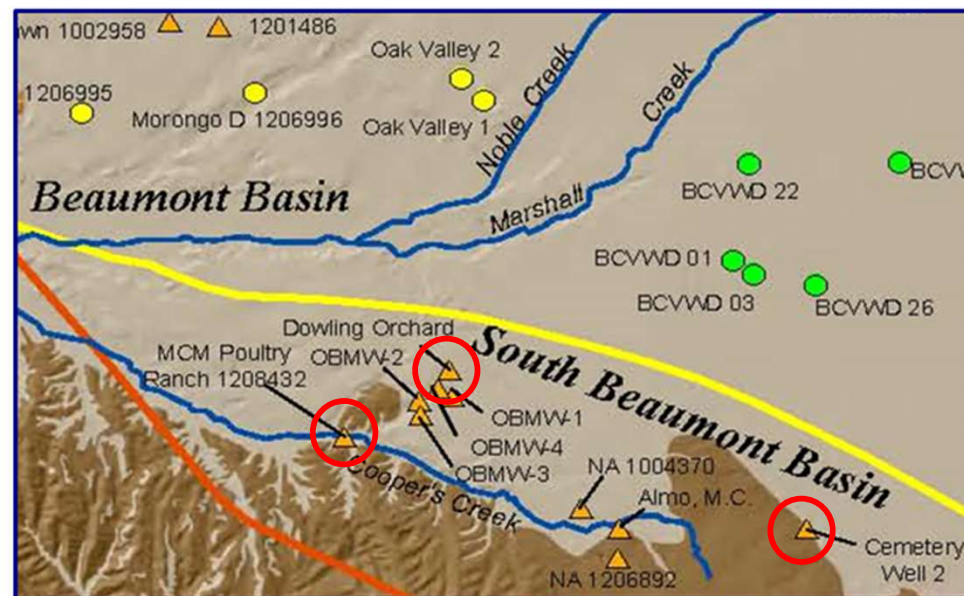 wn 1002958
1201486
Oak Valley 2
1206995
Morongo D 1206996
Oak Valley 1
Noble Creek
Marshall Creek
BCVWD 22
BCVW
Beaumont Basin
BCVWD 01
BCVWD 03
BCVWD 26
Dowling Orchard
MCM Poultry
Ranch 1208432
OBMW-2
South Beaumont Basin
OBMW-1
OBMW-4
OBMW-3
Cooper's Creek
NA 1004370
Almo, M.C.
NA 1206892
Cemetery
Well 2